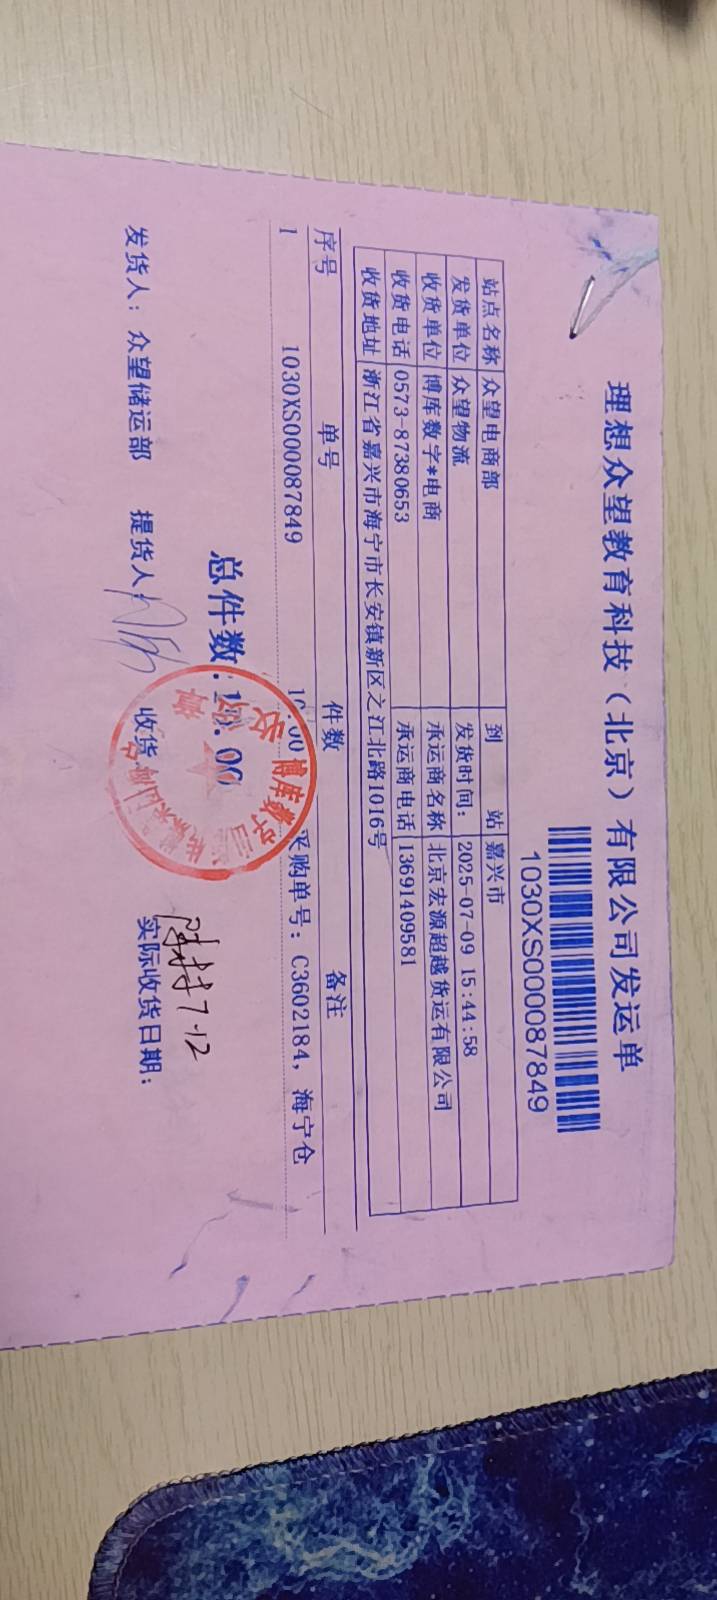 理想众望教育科技（北京）有限公司发运单
1030XS000087849
站点名称 众望电商部 到 站 嘉兴市
发货单位 众望物流 发货时间： 2025-07-09 15:44:58
收货单位 博库数字*电商 承运商名称 北京宏源超越货运有限公司
收货电话 0573-87380653 承运商电话 13691409581
收货地址 浙江省嘉兴市海宁市长安镇新区之江北路1016号
序号 单号 件数 备注
1 1030XS000087849 .00 采购单号：C3602184，海宁仓
总件数: .00
发货人：众望储运部 提货人: 收货 7-12
实际收货日期：
博库数字
收 章